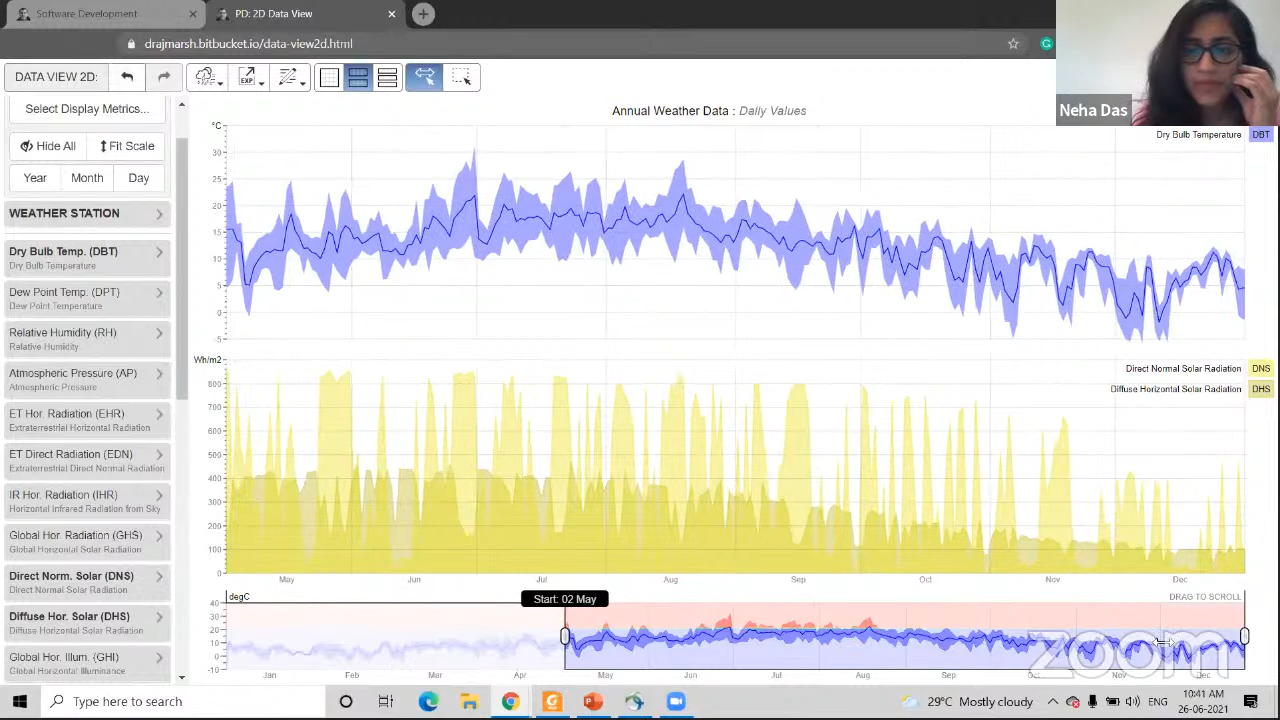 Software Development
PD: 2D Data View
drajmarsh.bitbucket.io/data-view2d.html
DATA VIEW 2D:
EXP
Neha Das
Select Display Metrics...
Hide All
Fit Scale
Year
Month
Day
WEATHER STATION
Dry Bulb Temp. (DBT)
Dry Bulb Temperature
Dew Point Temp. (DPT)
Dew Point Temperature
Relative Humidity (RH)
Relative Humidity
Atmospheric Pressure (AP)
Atmospheric Pressure
ET Hor. Radiation (EHR)
Extraterrestrial Horizontal Radiation
ET Direct Radiation (EDN)
Extraterrestrial Direct Normal Radiation
IR Hor. Radiation (IHR)
Horizontal Infrared Radiation from Sky
Global Hor. Radiation (GHS)
Global Horizontal Solar Radiation
Direct Norm. Solar (DNS)
Direct Normal Solar Radiation
Diffuse Hor. Solar (DHS)
Diffuse Horizontal Solar Radiation
Global Hor. Illum. (GHI)
Global Horizontal Illuminance
Annual Weather Data : Daily Values
Dry Bulb Temperature DBT
°C
30
25
20
15
10
5
0
-5
Wh/m2
Direct Normal Solar Radiation DNS
Diffuse Horizontal Solar Radiation DHS
800
700
600
500
400
300
200
100
0
May Jun Jul Aug Sep Oct Nov Dec
Start: 02 May
degC
DRAG TO SCROLL
40
30
20
10
0
-10
Jan Feb Mar Apr May Jun Jul Aug Sep Oct Nov Dec
zoom
Type here to search
29°C Mostly cloudy
ENG
10:41 AM
26-06-2021